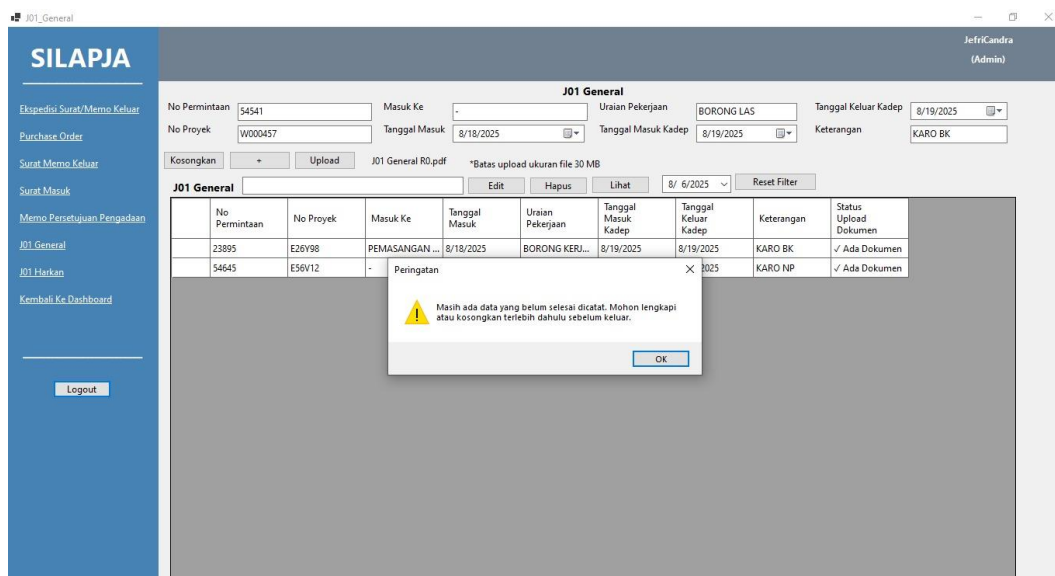 J01_General
SILAPJA
JefriCandra
(Admin)
Ekspedisi Surat/Memo Keluar
Purchase Order
Surat Memo Keluar
Surat Masuk
Memo Persetujuan Pengadaan
J01 General
J01 Harkan
Kembali Ke Dashboard
Logout
J01 General
No Permintaan 54541 Masuk Ke - Uraian Pekerjaan BORONG LAS Tanggal Keluar Kadep 8/19/2025
No Proyek W000457 Tanggal Masuk 8/18/2025 Tanggal Masuk Kadep 8/19/2025 Keterangan KARO BK
Kosongkan + Upload J01 General R0.pdf *Batas upload ukuran file 30 MB
J01 General Edit Hapus Lihat 8/ 6/2025 Reset Filter
No Permintaan No Proyek Masuk Ke Tanggal Masuk Uraian Pekerjaan Tanggal Masuk Kadep Tanggal Keluar Kadep Keterangan Status Upload Dokumen
23895 E26Y98 PEMASANGAN ... 8/18/2025 BORONG KERJ... 8/19/2025 8/19/2025 KARO BK ✓ Ada Dokumen
54645 E56V12 - 2025 KARO NP ✓ Ada Dokumen
Peringatan
Masih ada data yang belum selesai dicatat. Mohon lengkapi
atau kosongkan terlebih dahulu sebelum keluar.
OK